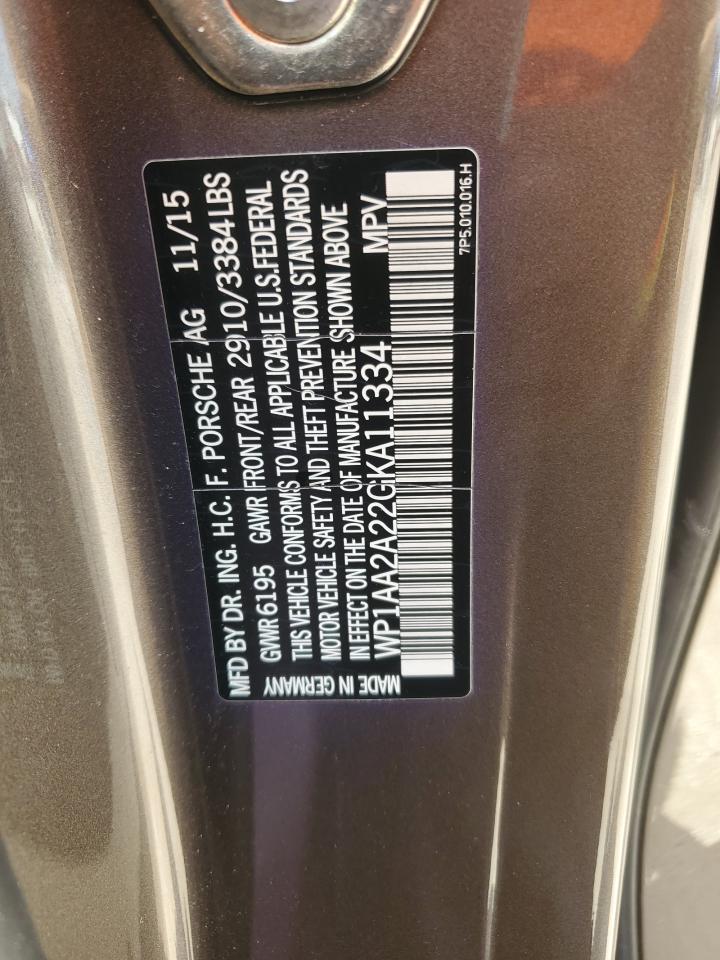 MFD BY DR. ING. H.C. F. PORSCHE AG 11/15
GVWR 6195 GAWR FRONT/REAR 2910/3384 LBS
THIS VEHICLE CONFORMS TO ALL APPLICABLE U.S. FEDERAL
MOTOR VEHICLE SAFETY AND THEFT PREVENTION STANDARDS
IN EFFECT ON THE DATE OF MANUFACTURE SHOWN ABOVE
WP1AA2A22GKA11334 MPV
MADE IN GERMANY
7P5.010.016.H